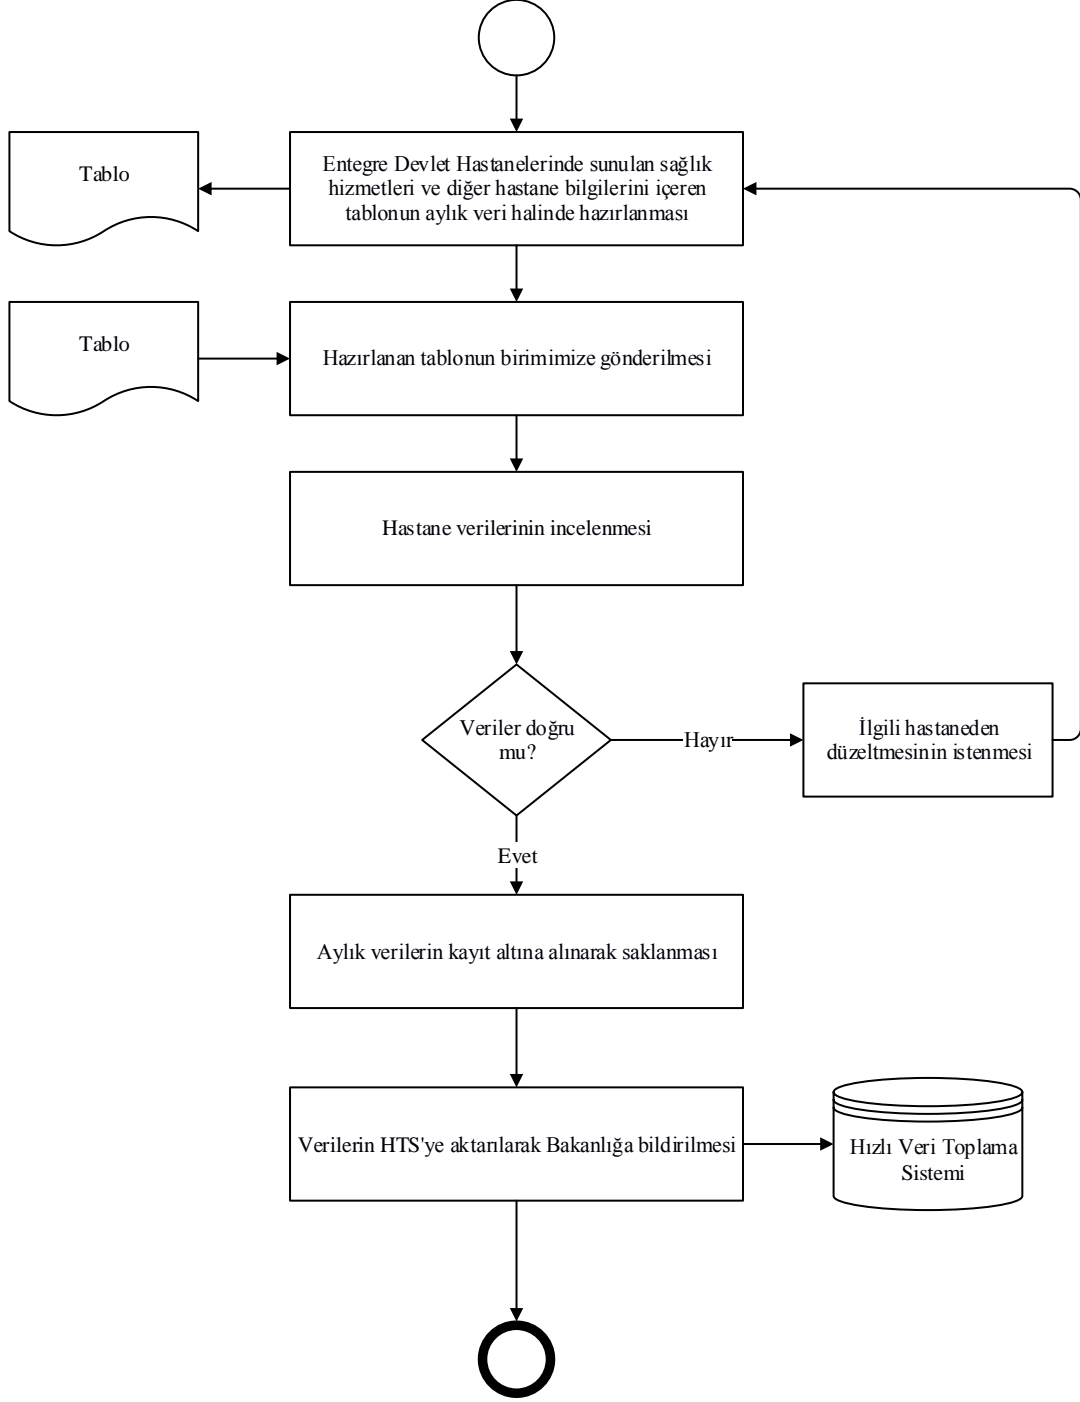 Tablo
Entegre Devlet Hastanelerinde sunulan sağlık
hizmetleri ve diğer hastane bilgilerini içeren
tablonun aylık veri halinde hazırlanması
Tablo
Hazırlanan tablonun birimimize gönderilmesi
Hastane verilerinin incelenmesi
Veriler doğru
mu?
Hayır
İlgili hastaneden
düzeltmesinin istenmesi
Evet
Aylık verilerin kayıt altına alınarak saklanması
Verilerin HTS'ye aktarılarak Bakanlığa bildirilmesi
Hızlı Veri Toplama
Sistemi